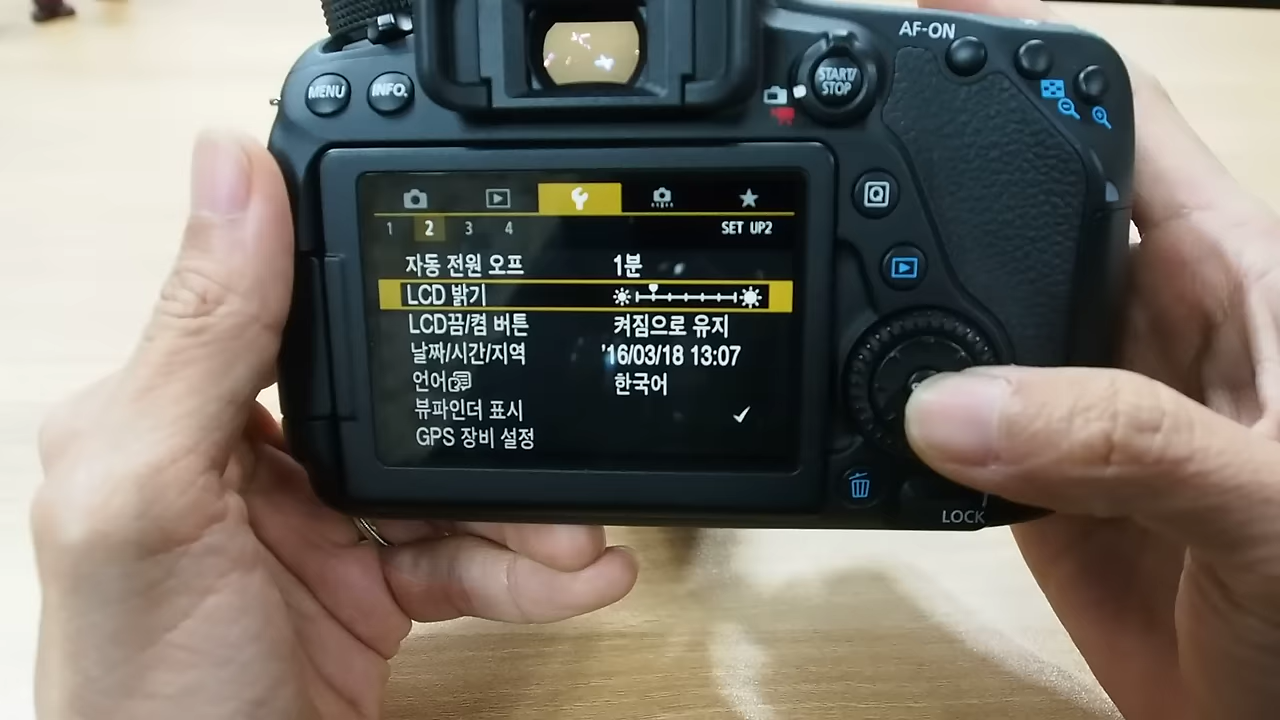 AF-ON
MENU INFO. START/STOP
Q
1 2 3 4 SET UP2
자동 전원 오프 1분
LCD 밝기
LCD끔/켬 버튼 켜짐으로 유지
날짜/시간/지역 '16/03/18 13:07
언어 한국어
뷰파인더 표시
GPS 장비 설정
LOCK